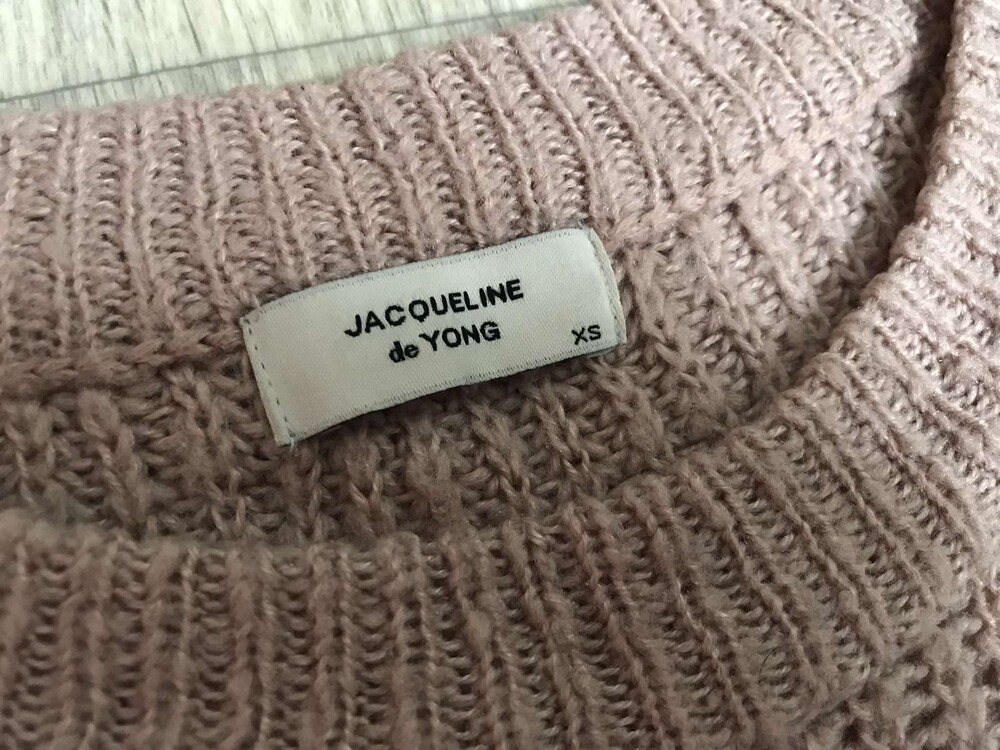 JACQUELINE
de YONG
XS